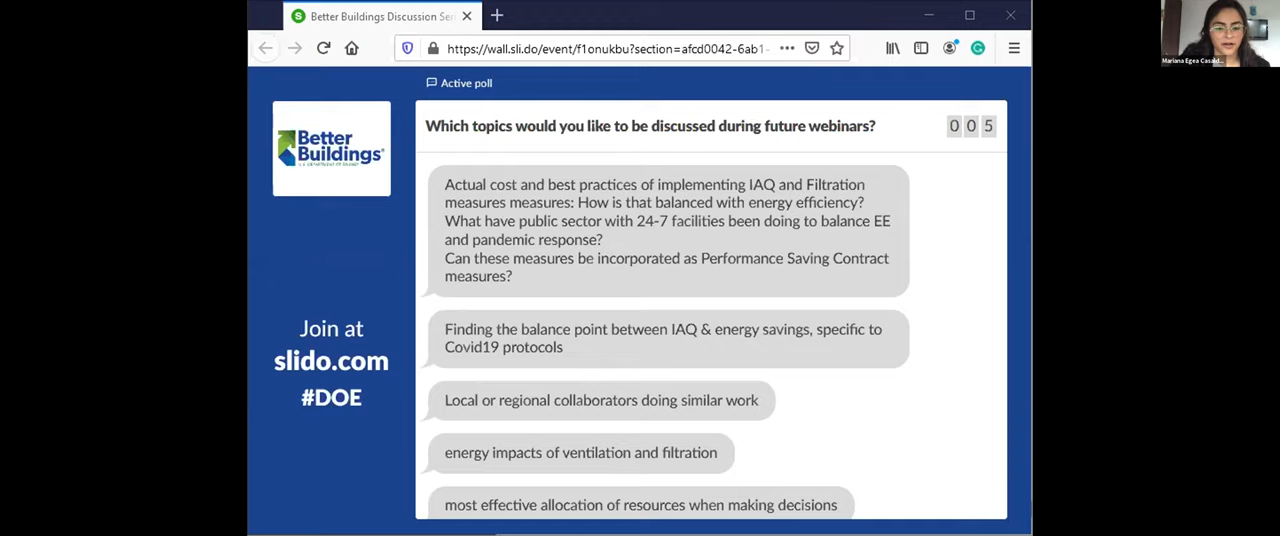 Better Buildings Discussion Ser
https://wall.sli.do/event/f1onukbu?section=afcd0042-6ab1-
Mariana Egea Casald...
Active poll
Better
Buildings
U.S. DEPARTMENT OF ENERGY
Which topics would you like to be discussed during future webinars?
0 0 5
Actual cost and best practices of implementing IAQ and Filtration
measures measures: How is that balanced with energy efficiency?
What have public sector with 24-7 facilities been doing to balance EE
and pandemic response?
Can these measures be incorporated as Performance Saving Contract
measures?
Finding the balance point between IAQ & energy savings, specific to
Covid19 protocols
Local or regional collaborators doing similar work
energy impacts of ventilation and filtration
most effective allocation of resources when making decisions
Join at
slido.com
#DOE